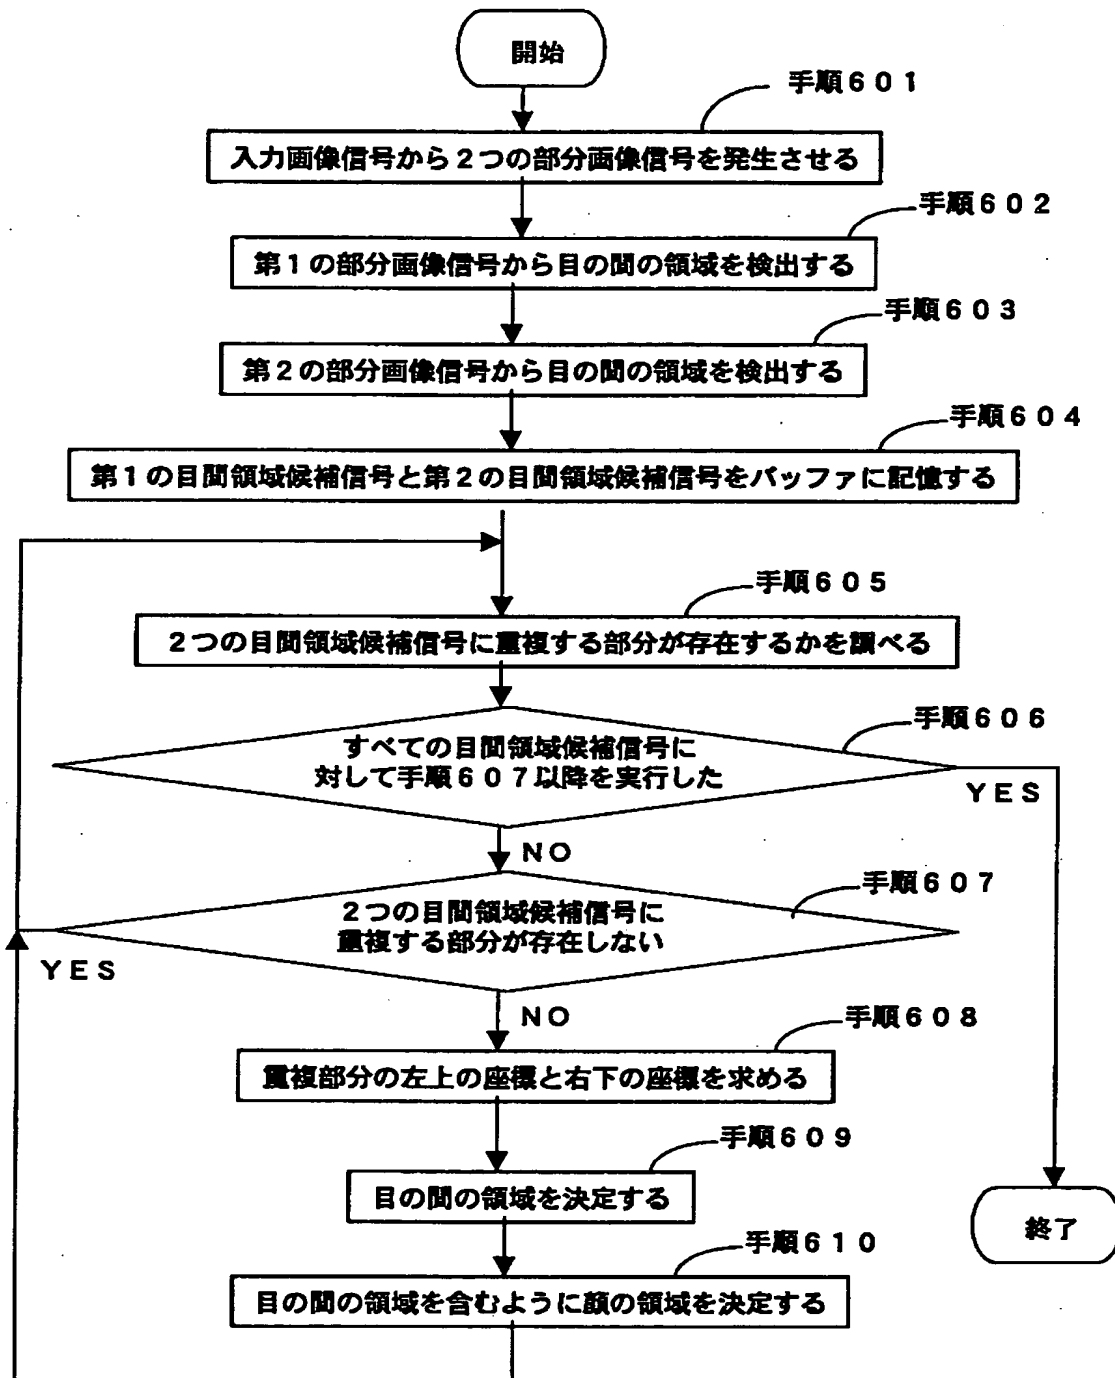 開始
手順６０１
入力画像信号から２つの部分画像信号を発生させる
手順６０２
第１の部分画像信号から目の間の領域を検出する
手順６０３
第２の部分画像信号から目の間の領域を検出する
手順６０４
第１の目間領域候補信号と第２の目間領域候補信号をバッファに記憶する
手順６０５
２つの目間領域候補信号に重複する部分が存在するかを調べる
手順６０６
すべての目間領域候補信号に
対して手順６０７以降を実行した
ＹＥＳ
ＮＯ
手順６０７
２つの目間領域候補信号に
重複する部分が存在しない
ＹＥＳ
ＮＯ
手順６０８
重複部分の左上の座標と右下の座標を求める
手順６０９
目の間の領域を決定する
終了
手順６１０
目の間の領域を含むように顔の領域を決定する